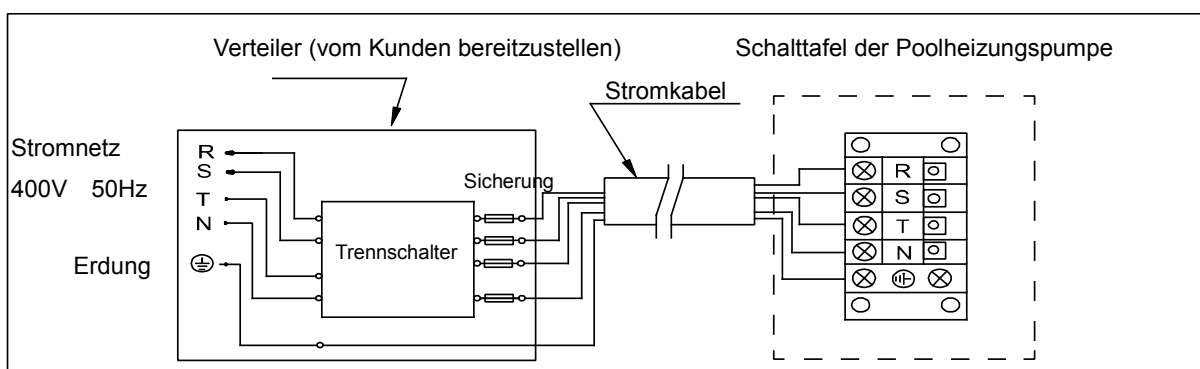 Verteiler (vom Kunden bereitzustellen)
Schalttafel der Poolheizungspumpe
Stromkabel
Stromnetz
400V 50Hz
Erdung
R
S
T
N
Sicherung
Trennschalter
R
S
T
N